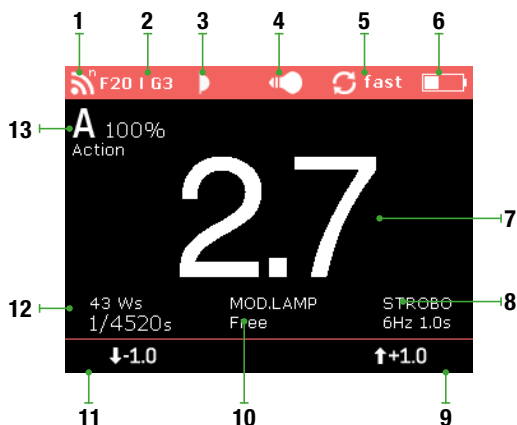 1 2 3 4 5 6
n F20 I G3 fast
13 A 100%
Action
2.7 7
12 43 Ws MOD.LAMP STROBO 8
1/4520s Free 6Hz 1.0s
⬇-1.0 ⬆+1.0
11 10 9